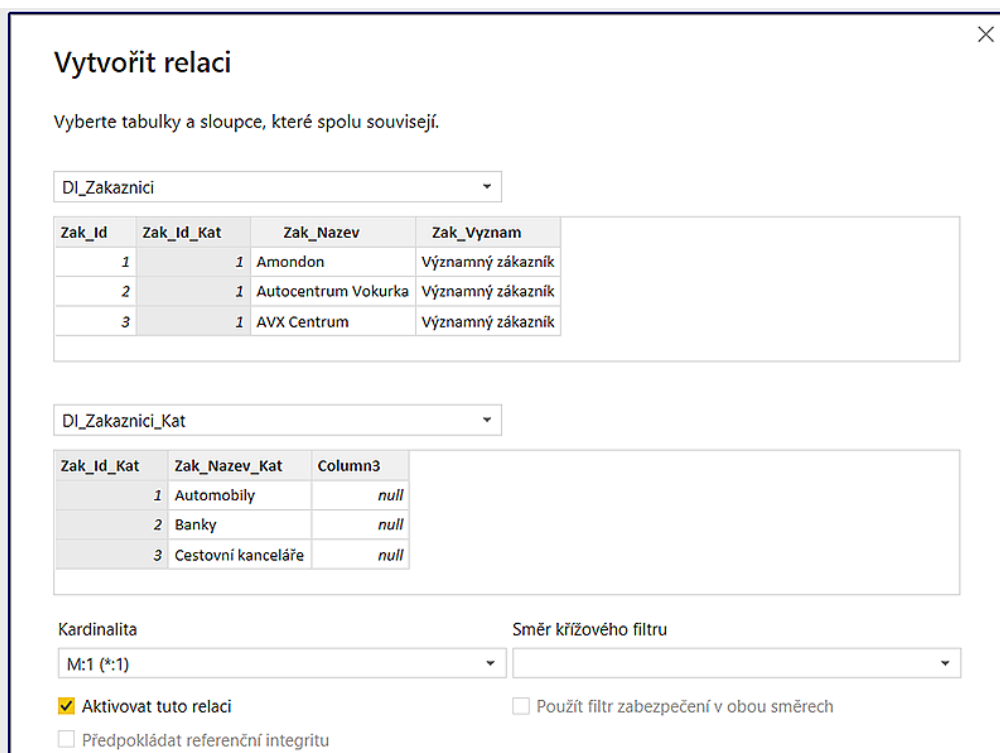 Vytvořit relaci
Vyberte tabulky a sloupce, které spolu souvisejí.
DI_Zakaznici
Zak_Id Zak_Id_Kat Zak_Nazev Zak_Vyznam
1 1 Amondon Významný zákazník
2 1 Autocentrum Vokurka Významný zákazník
3 1 AVX Centrum Významný zákazník
DI_Zakaznici_Kat
Zak_Id_Kat Zak_Nazev_Kat Column3
1 Automobily null
2 Banky null
3 Cestovní kanceláře null
Kardinalita Směr křížového filtru
M:1 (*:1)
Aktivovat tuto relaci Použít filtr zabezpečení v obou směrech
Předpokládat referenční integritu